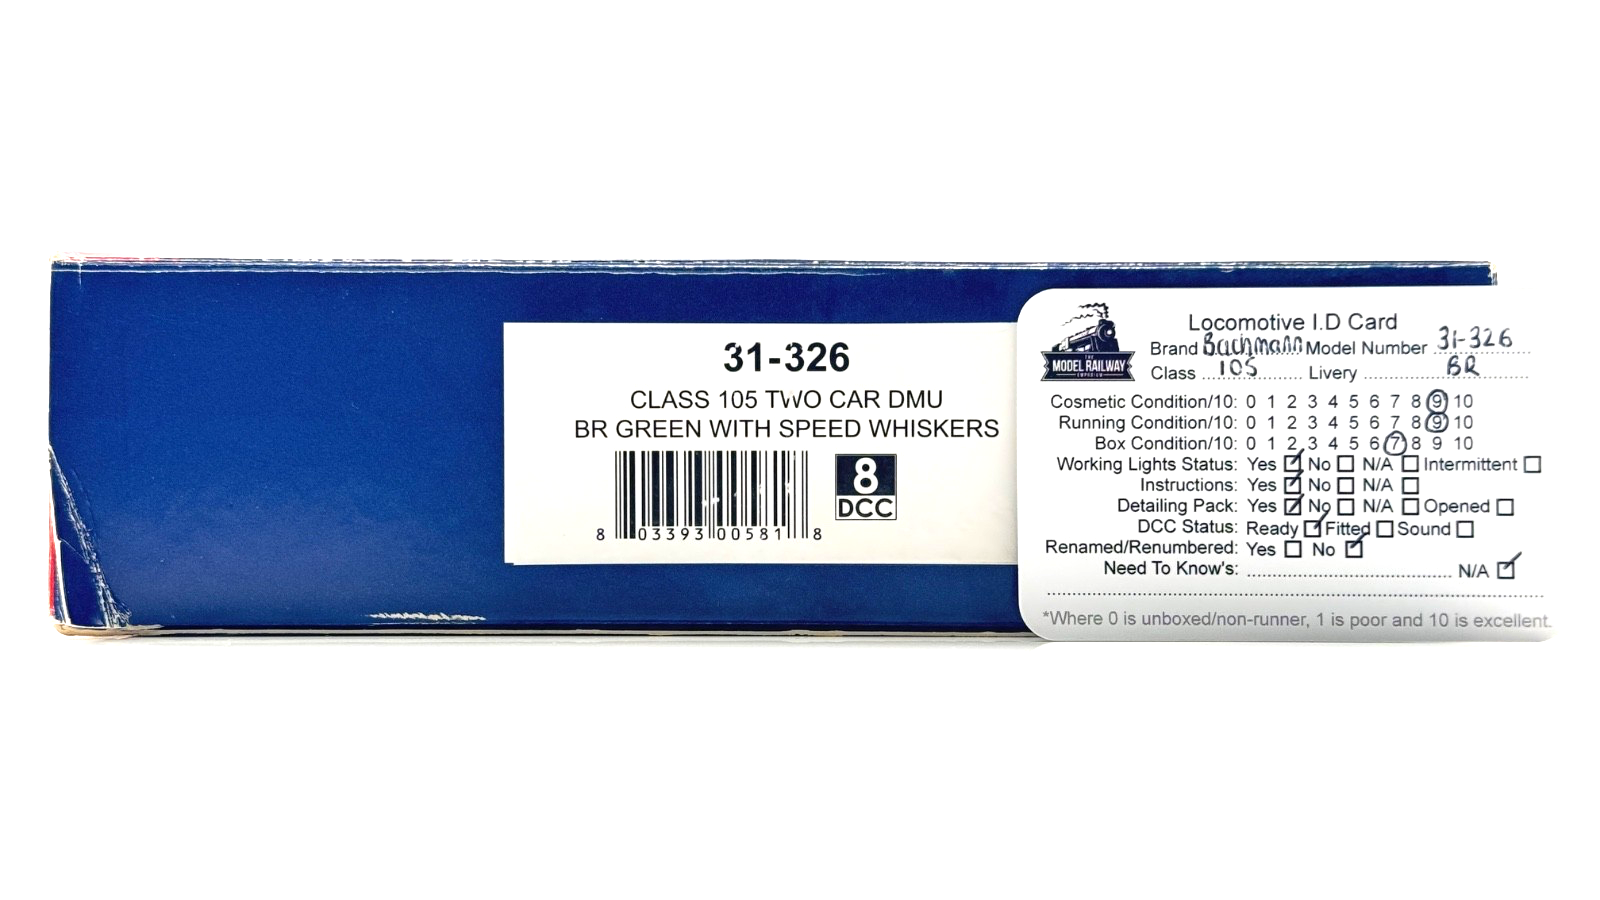 31-326
CLASS 105 TWO CAR DMU
BR GREEN WITH SPEED WHISKERS
8 DCC
8 03393 00581 8
THE
MODEL RAILWAY
EMPORIUM
Locomotive I.D Card
Brand Bachmann Model Number 31-326
Class 105 Livery BR
Cosmetic Condition/10: 0 1 2 3 4 5 6 7 8 9 10
Running Condition/10: 0 1 2 3 4 5 6 7 8 9 10
Box Condition/10: 0 1 2 3 4 5 6 7 8 9 10
Working Lights Status: Yes No N/A Intermittent
Instructions: Yes No N/A
Detailing Pack: Yes No N/A Opened
DCC Status: Ready Fitted Sound
Renamed/Renumbered: Yes No
Need To Know's: N/A
*Where 0 is unboxed/non-runner, 1 is poor and 10 is excellent.